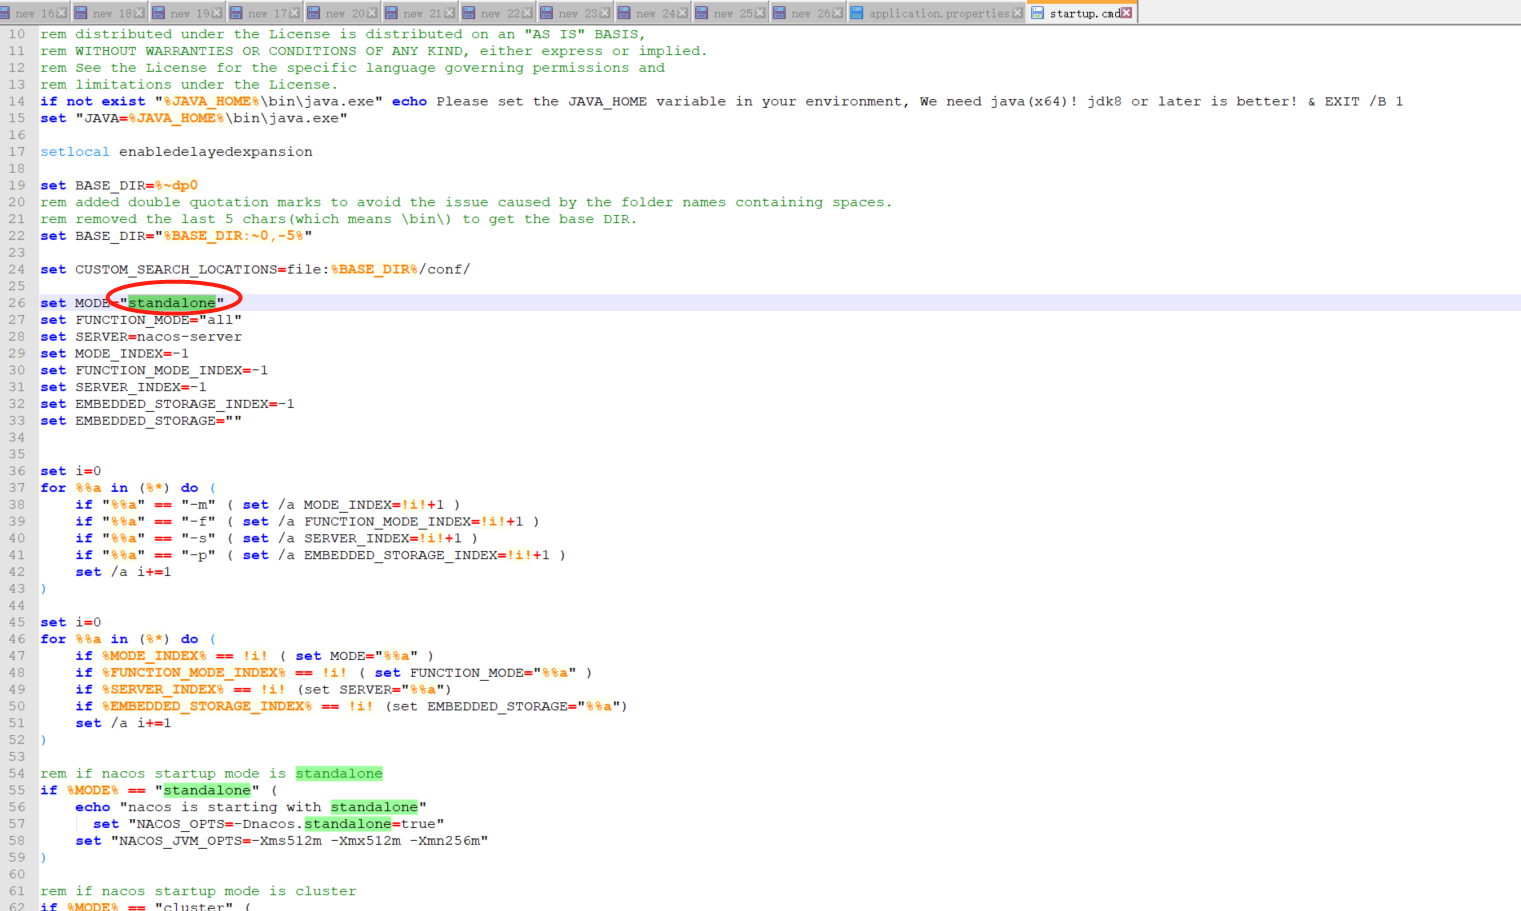 new 16 new 18 new 19 new 17 new 20 new 21 new 22 new 23 new 24 new 25 new 26 application.properties startup.cmd
10 rem distributed under the License is distributed on an "AS IS" BASIS,
11 rem WITHOUT WARRANTIES OR CONDITIONS OF ANY KIND, either express or implied.
12 rem See the License for the specific language governing permissions and
13 rem limitations under the License.
14 if not exist "%JAVA_HOME%\bin\java.exe" echo Please set the JAVA_HOME variable in your environment, We need java(x64)! jdk8 or later is better! & EXIT /B 1
15 set "JAVA=%JAVA_HOME%\bin\java.exe"
16
17 setlocal enabledelayedexpansion
18
19 set BASE_DIR=%~dp0
20 rem added double quotation marks to avoid the issue caused by the folder names containing spaces.
21 rem removed the last 5 chars(which means \bin\) to get the base DIR.
22 set BASE_DIR="%BASE_DIR:~0,-5%"
23
24 set CUSTOM_SEARCH_LOCATIONS=file:%BASE_DIR%/conf/
25
26 set MODE="standalone"
27 set FUNCTION_MODE="all"
28 set SERVER=nacos-server
29 set MODE_INDEX=-1
30 set FUNCTION_MODE_INDEX=-1
31 set SERVER_INDEX=-1
32 set EMBEDDED_STORAGE_INDEX=-1
33 set EMBEDDED_STORAGE=""
34
35
36 set i=0
37 for %%a in (%*) do (
38 if "%%a" == "-m" ( set /a MODE_INDEX=!i!+1 )
39 if "%%a" == "-f" ( set /a FUNCTION_MODE_INDEX=!i!+1 )
40 if "%%a" == "-s" ( set /a SERVER_INDEX=!i!+1 )
41 if "%%a" == "-p" ( set /a EMBEDDED_STORAGE_INDEX=!i!+1 )
42 set /a i+=1
43 )
44
45 set i=0
46 for %%a in (%*) do (
47 if %MODE_INDEX% == !i! ( set MODE="%%a" )
48 if %FUNCTION_MODE_INDEX% == !i! ( set FUNCTION_MODE="%%a" )
49 if %SERVER_INDEX% == !i! (set SERVER="%%a")
50 if %EMBEDDED_STORAGE_INDEX% == !i! (set EMBEDDED_STORAGE="%%a")
51 set /a i+=1
52 )
53
54 rem if nacos startup mode is standalone
55 if %MODE% == "standalone" (
56 echo "nacos is starting with standalone"
57 set "NACOS_OPTS=-Dnacos.standalone=true"
58 set "NACOS_JVM_OPTS=-Xms512m -Xmx512m -Xmn256m"
59 )
60
61 rem if nacos startup mode is cluster
62 if %MODE% == "cluster" (